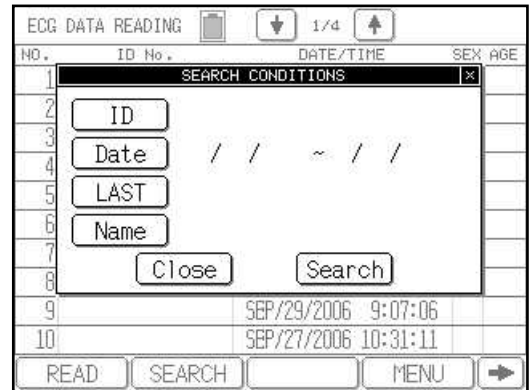 ECG DATA READING 1/4
NO. ID No. DATE/TIME SEX AGE
1 SEARCH CONDITIONS ×
2 ID
3
Date / / ~ / /
4
5 LAST
6 Name
7
8 Close Search
9 SEP/29/2006 9:07:06
10 SEP/27/2006 10:31:11
READ SEARCH MENU